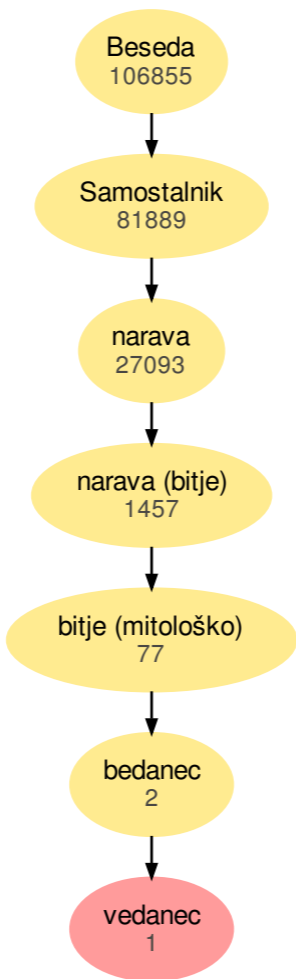 Beseda
106855
Samostalnik
81889
narava
27093
narava (bitje)
1457
bitje (mitološko)
77
bedanec
2
vedanec
1